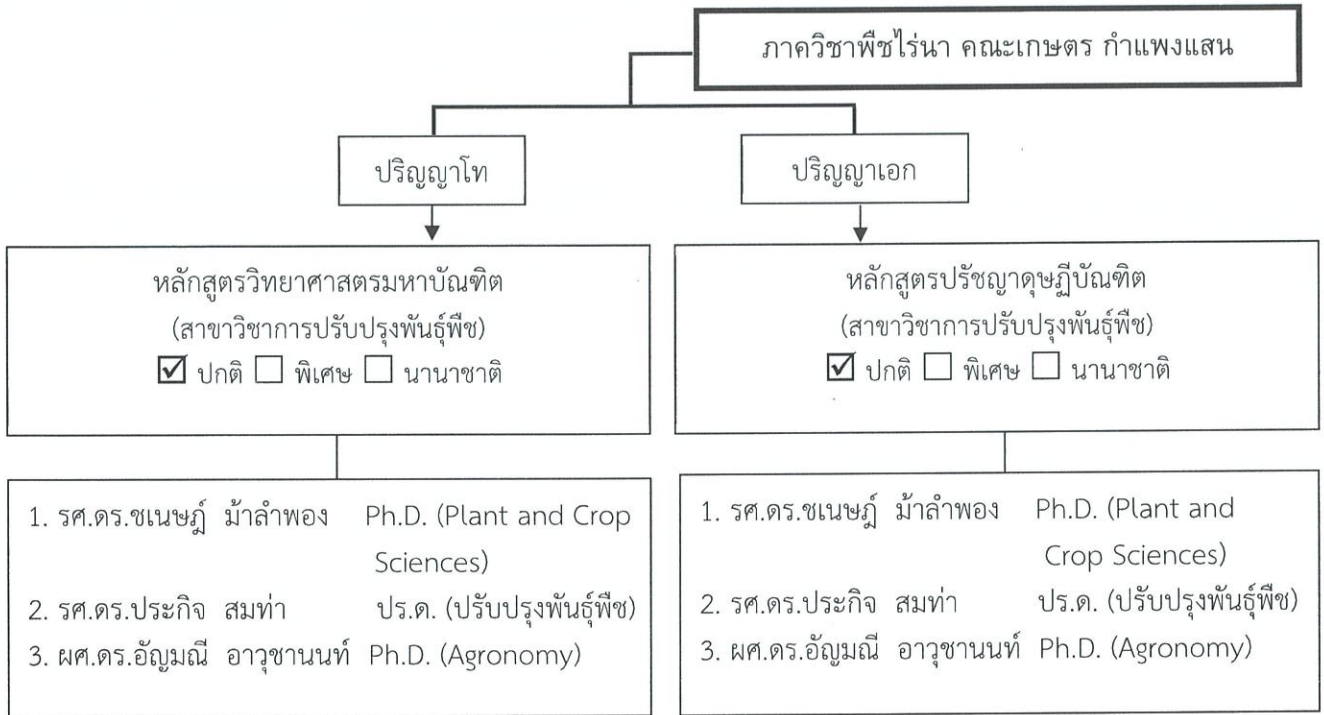 ภาควิชาพืชไร่นา คณะเกษตร กำแพงแสน
ปริญญาโท
ปริญญาเอก
หลักสูตรวิทยาศาสตรมหาบัณฑิต
(สาขาวิชาการปรับปรุงพันธุ์พืช)
☑ ปกติ ☐ พิเศษ ☐ นานาชาติ
หลักสูตรปรัชญาดุษฎีบัณฑิต
(สาขาวิชาการปรับปรุงพันธุ์พืช)
☑ ปกติ ☐ พิเศษ ☐ นานาชาติ
1. รศ.ดร.ชเนษฎ์ ม้าลำพอง Ph.D. (Plant and Crop
Sciences)
2. รศ.ดร.ประกิจ สมท่า ปร.ด. (ปรับปรุงพันธุ์พืช)
3. ผศ.ดร.อัญมณี อาวุชานนท์ Ph.D. (Agronomy)
1. รศ.ดร.ชเนษฎ์ ม้าลำพอง Ph.D. (Plant and
Crop Sciences)
2. รศ.ดร.ประกิจ สมท่า ปร.ด. (ปรับปรุงพันธุ์พืช)
3. ผศ.ดร.อัญมณี อาวุชานนท์ Ph.D. (Agronomy)